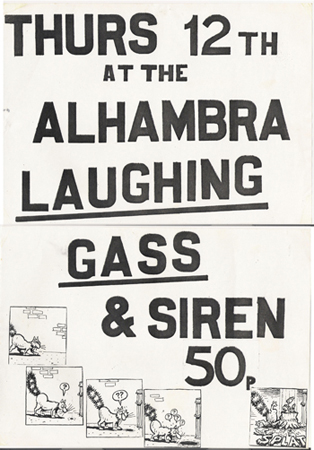 THURS 12TH
AT THE
ALHAMBRA
LAUGHING
GASS
& SIREN
50p
?
?
SPLAT